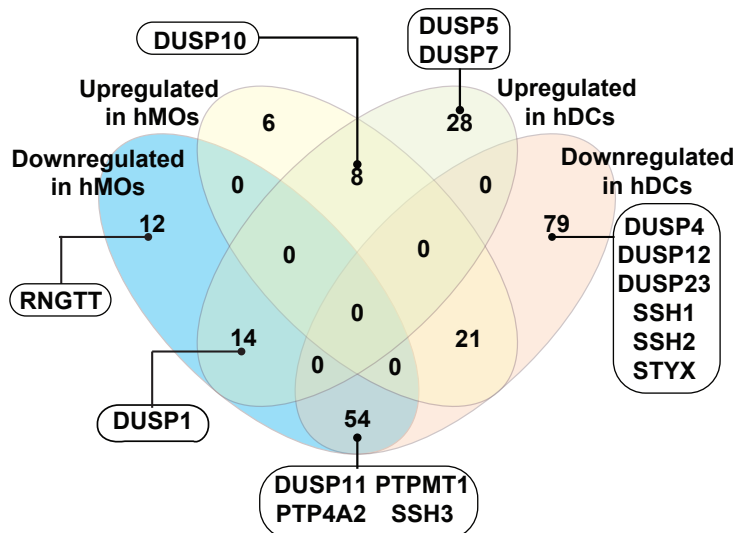 DUSP10
DUSP5
DUSP7
Upregulated
in hMOs
Upregulated
in hDCs
Downregulated
in hMOs
Downregulated
in hDCs
6
28
8
0
0
12
79
0
0
0
14
21
0
0
54
RNGTT
DUSP4
DUSP12
DUSP23
SSH1
SSH2
STYX
DUSP1
DUSP11 PTPMT1
PTP4A2 SSH3